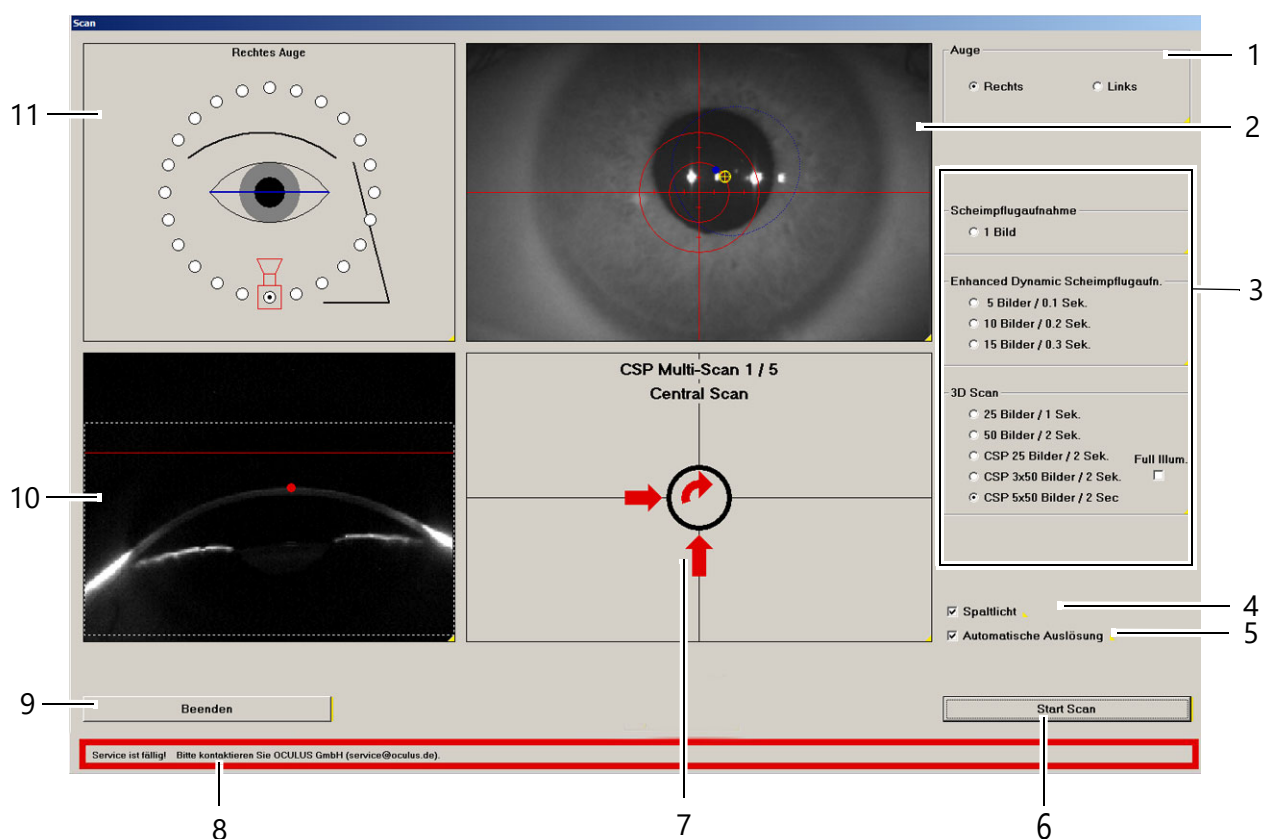 Scan
Rechtes Auge
11
Auge
Rechts
Links
1
2
Scheimpflugaufnahme
1 Bild
Enhanced Dynamic Scheimpflugaufn.
5 Bilder / 0.1 Sek.
10 Bilder / 0.2 Sek.
15 Bilder / 0.3 Sek.
3
3D Scan
25 Bilder / 1 Sek.
50 Bilder / 2 Sek.
CSP 25 Bilder / 2 Sek.
Full Illum.
CSP 3x50 Bilder / 2 Sek.
CSP 5x50 Bilder / 2 Sec
CSP Multi-Scan 1 / 5
Central Scan
10
Spaltlicht
4
Automatische Auslösung
5
9
Beenden
Start Scan
Service ist fällig! Bitte kontaktieren Sie OCULUS GmbH (service@oculus.de).
8
7
6